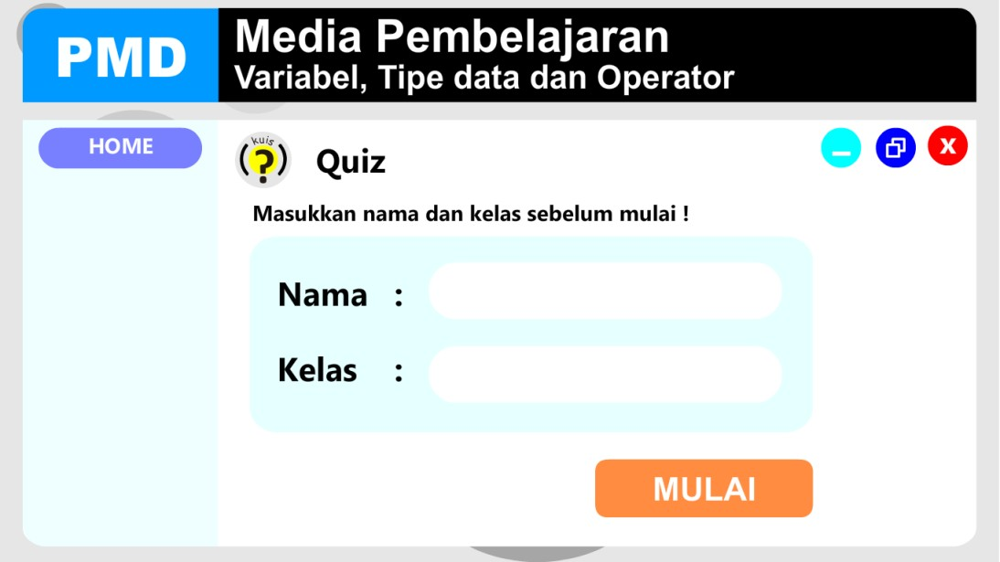 PMD
Media Pembelajaran
Variabel, Tipe data dan Operator
HOME
kuis
?
Quiz
X
Masukkan nama dan kelas sebelum mulai !
Nama :
Kelas :
MULAI